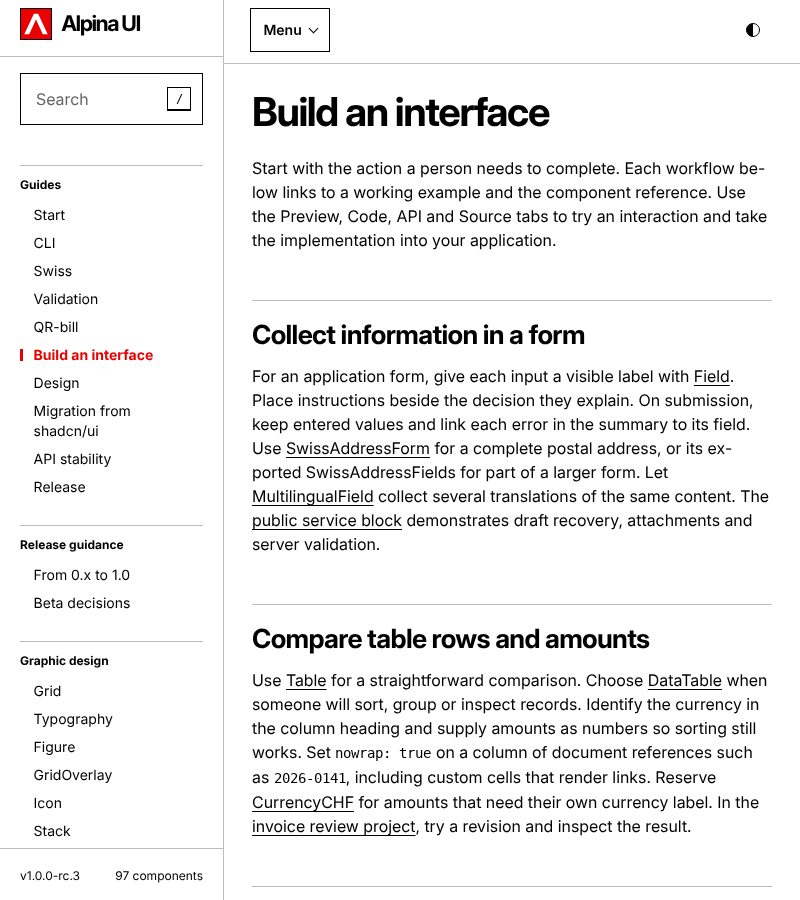 Alpina UI
Search
/
Guides
Start
CLI
Swiss
Validation
QR-bill
Build an interface
Design
Migration from
shadcn/ui
API stability
Release
Release guidance
From 0.x to 1.0
Beta decisions
Graphic design
Grid
Typography
Figure
GridOverlay
Icon
Stack
v1.0.0-rc.3
97 components
Menu
Build an interface
Start with the action a person needs to complete. Each workflow be-
low links to a working example and the component reference. Use
the Preview, Code, API and Source tabs to try an interaction and take
the implementation into your application.
Collect information in a form
For an application form, give each input a visible label with Field.
Place instructions beside the decision they explain. On submission,
keep entered values and link each error in the summary to its field.
Use SwissAddressForm for a complete postal address, or its ex-
ported SwissAddressFields for part of a larger form. Let
MultilingualField collect several translations of the same content. The
public service block demonstrates draft recovery, attachments and
server validation.
Compare table rows and amounts
Use Table for a straightforward comparison. Choose DataTable when
someone will sort, group or inspect records. Identify the currency in
the column heading and supply amounts as numbers so sorting still
works. Set nowrap: true on a column of document references such
as 2026-0141, including custom cells that render links. Reserve
CurrencyCHF for amounts that need their own currency label. In the
invoice review project, try a revision and inspect the result.